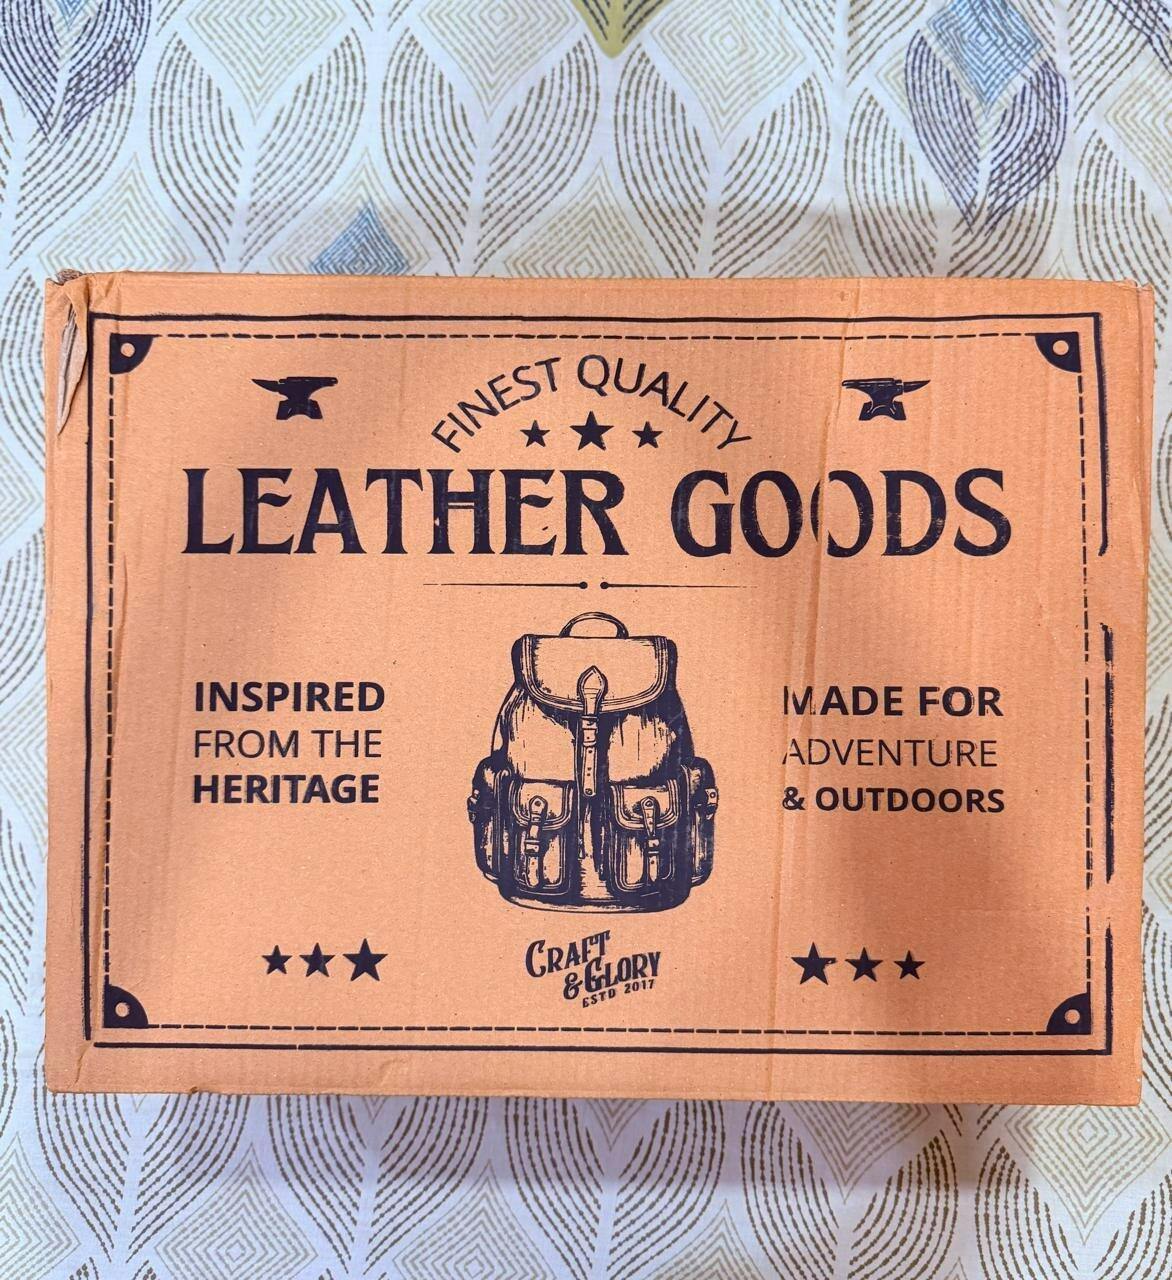 FINEST QUALITY
LEATHER GOODS
INSPIRED
FROM THE
HERITAGE
MADE FOR
ADVENTURE
& OUTDOORS
CRAFT
& GLORY
ESTD 2017